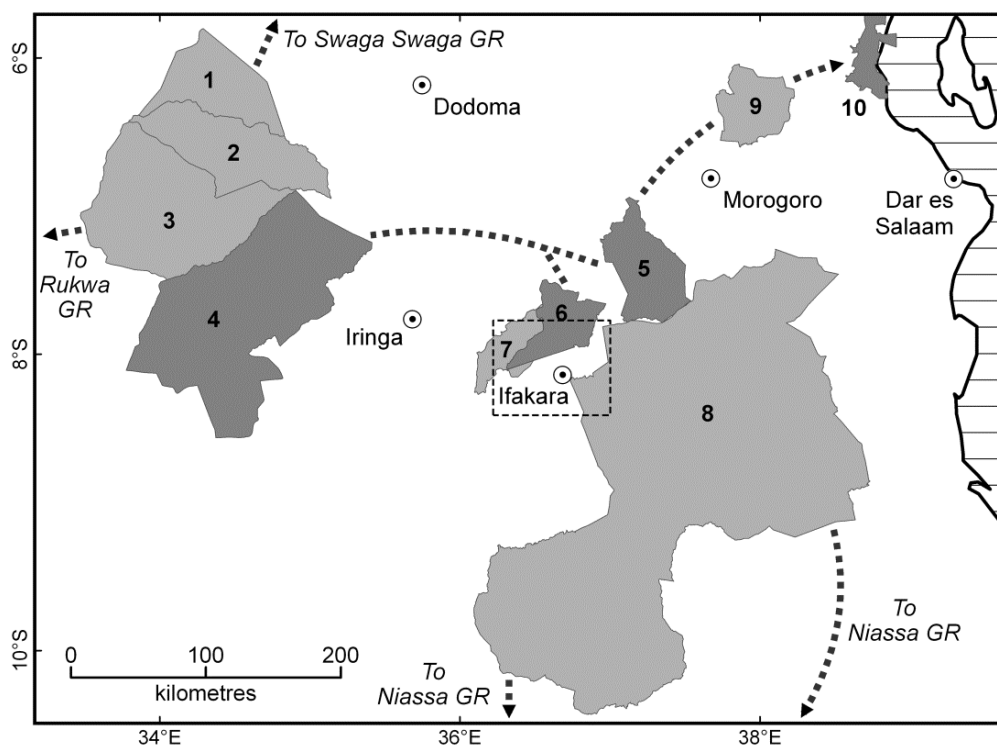 To Swaga Swaga GR
6°S
1
Dodoma
9
10
2
Morogoro
Dar es
Salaam
3
To
Rukwa
GR
5
4
Iringa
6
7
8°S
Ifakara
8
To
Niassa GR
10°S
0 100 200
kilometres
To
Niassa GR
34°E 36°E 38°E